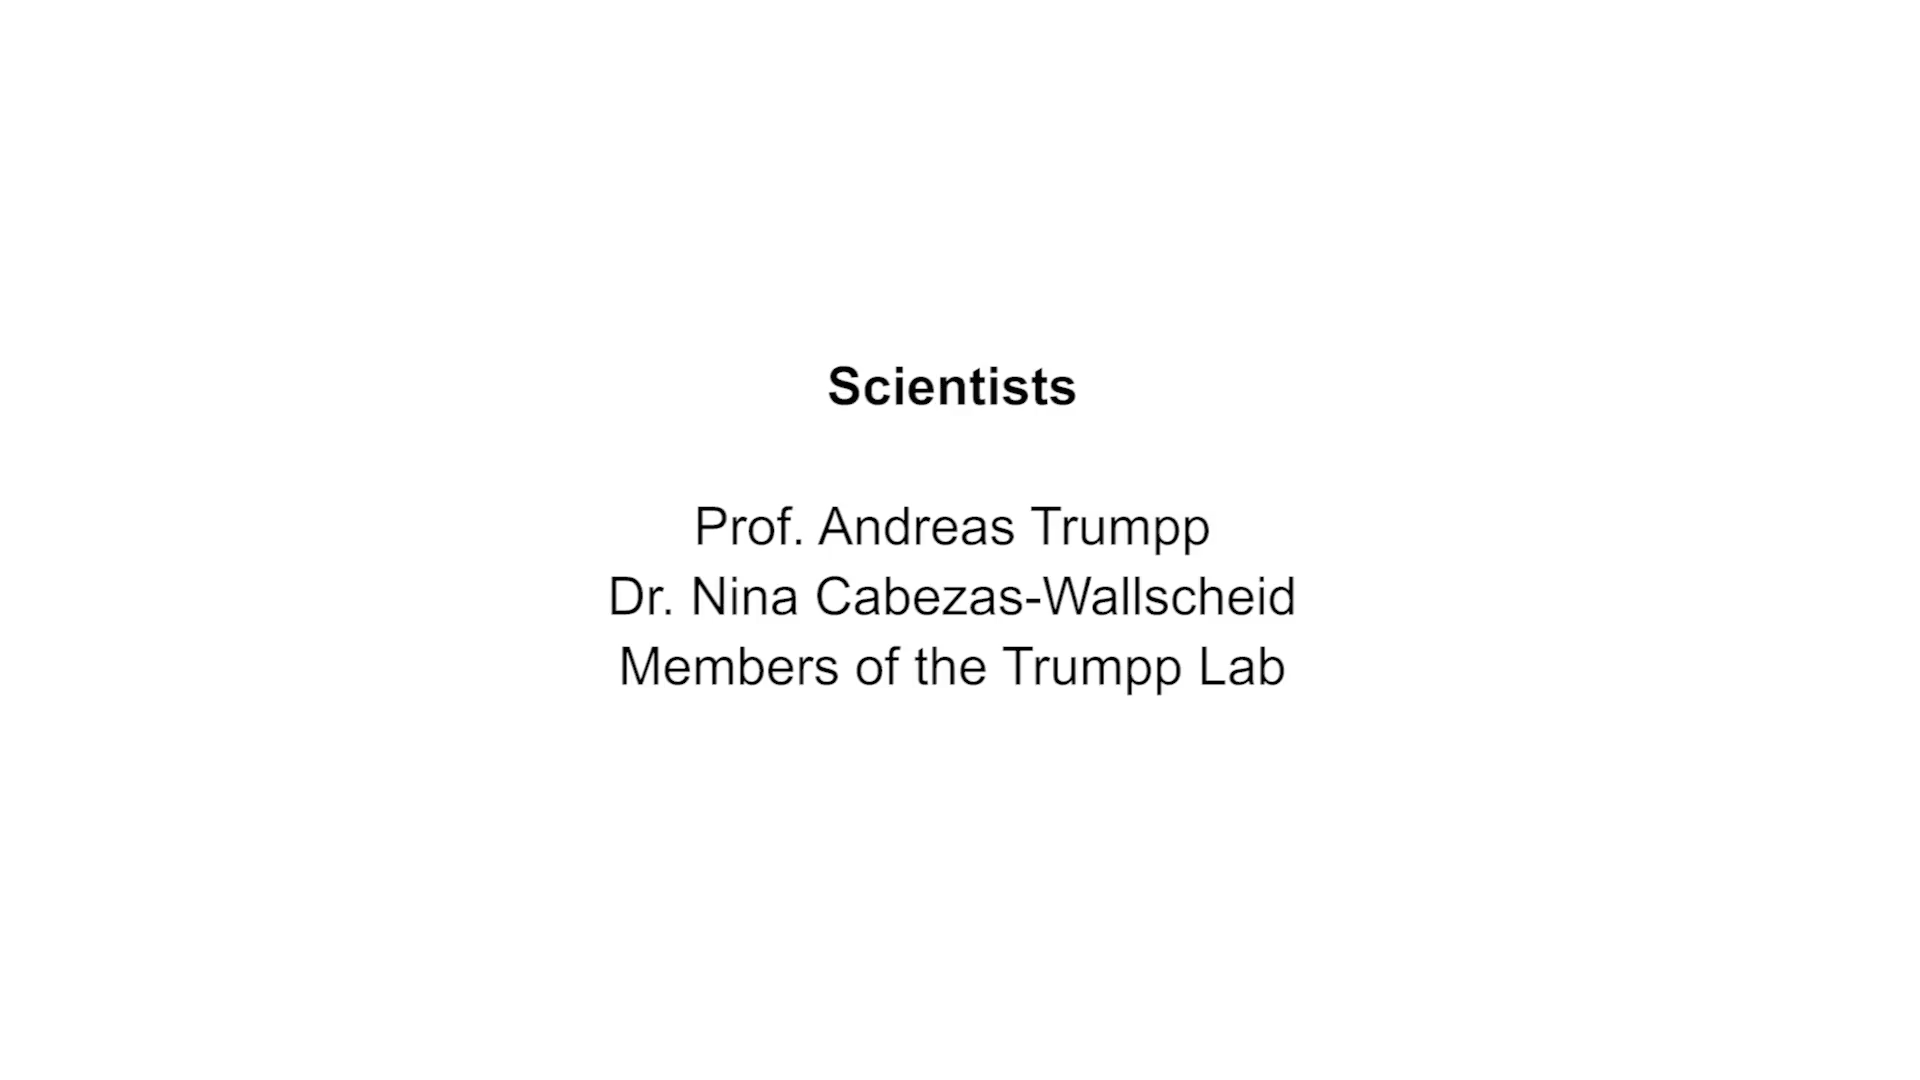 Scientists
Prof. Andreas Trumpp
Dr. Nina Cabezas-Wallscheid
Members of the Trumpp Lab